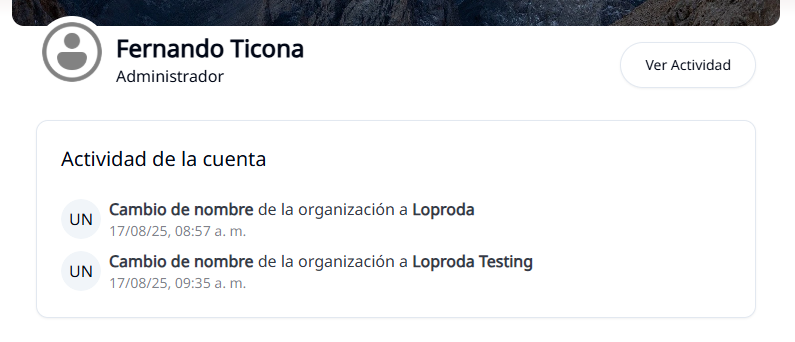 Fernando Ticona
Administrador
Ver Actividad
Actividad de la cuenta
UN
Cambio de nombre de la organización a Loproda
17/08/25, 08:57 a. m.
UN
Cambio de nombre de la organización a Loproda Testing
17/08/25, 09:35 a. m.